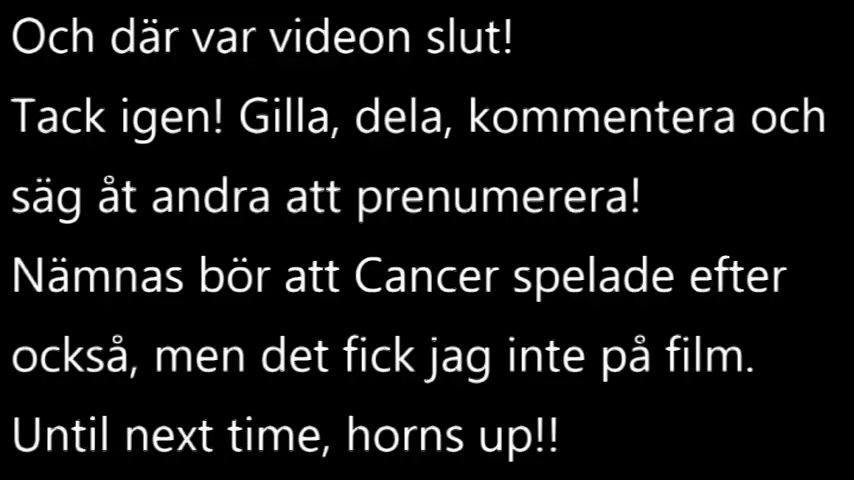 Och där var videon slut!
Tack igen! Gilla, dela, kommentera och
säg åt andra att prenumerera!
Nämnas bör att Cancer spelade efter
också, men det fick jag inte på film.
Until next time, horns up!!